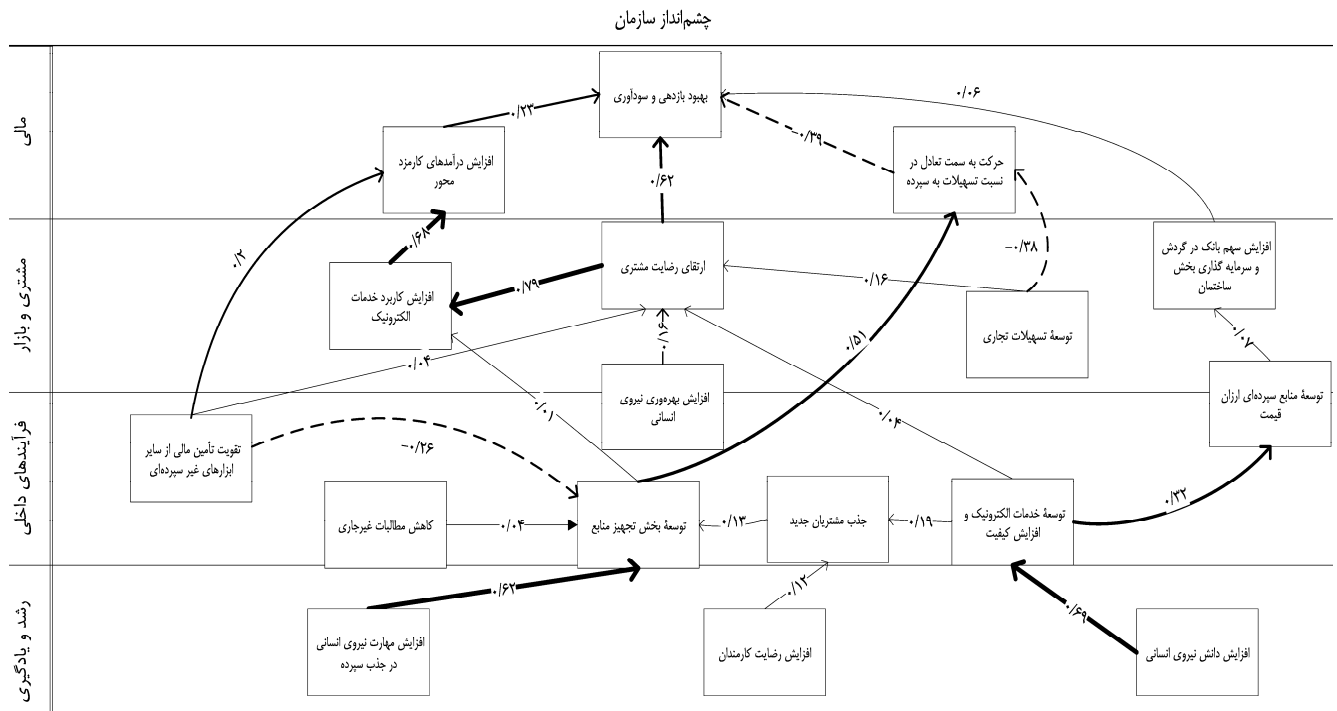 چشم‌انداز سازمان
مالی
بهبود بازدهی و سودآوری
۰/۰۶
۰/۲۳
-۰/۳۹
افزایش درآمدهای کارمزد
محور
حرکت به سمت تعادل در
نسبت تسهیلات به سپرده
۰/۶۲
مشتری و بازار
۰/۲
۰/۶۸
-۰/۳۸
ارتقای رضایت مشتری
افزایش سهم بانک در گردش
و سرمایه گذاری بخش
ساختمان
افزایش کاربرد خدمات
الکترونیک
۰/۷۹
۰/۱۶
توسعهٔ تسهیلات تجاری
۰/۱۶
۰/۵۱
۰/۰۷
۰/۰۴
فرآیندهای داخلی
افزایش بهره‌وری نیروی
انسانی
توسعهٔ منابع سپرده‌ای ارزان
قیمت
۰/۰۱
۰/۰۴
تقویت تأمین مالی از سایر
ابزارهای غیر سپرده‌ای
-۰/۲۶
کاهش مطالبات غیرجاری
۰/۰۴
توسعهٔ بخش تجهیز منابع
۰/۱۳
جذب مشتریان جدید
۰/۱۹
توسعهٔ خدمات الکترونیک و
افزایش کیفیت
۰/۳۲
رشد و یادگیری
۰/۶۲
۰/۱۲
۰/۶۹
افزایش مهارت نیروی انسانی
در جذب سپرده
افزایش رضایت کارمندان
افزایش دانش نیروی انسانی